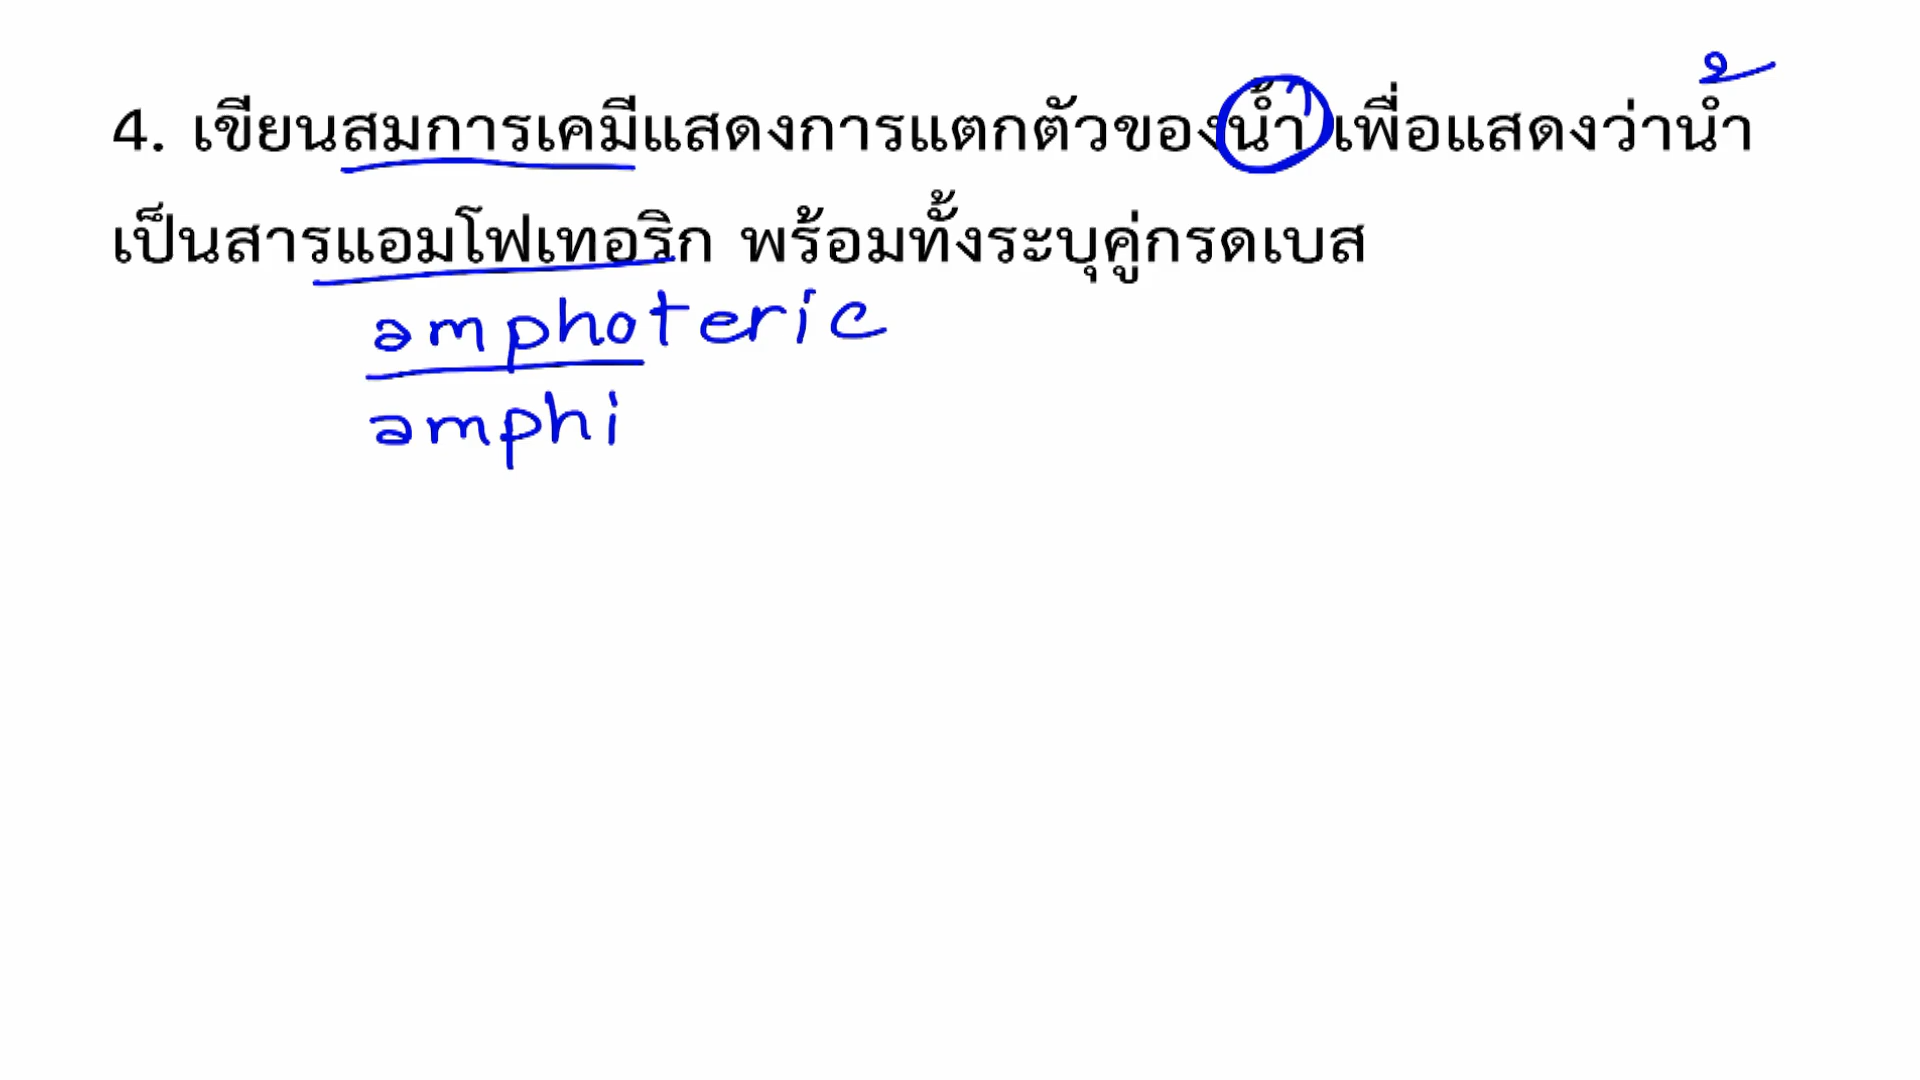 4. เขียนสมการเคมีแสดงการแตกตัวของน้ำ เพื่อแสดงว่าน้ำ
เป็นสารแอมโฟเทอริก พร้อมทั้งระบุคู่กรดเบส
amphoteric
amphi